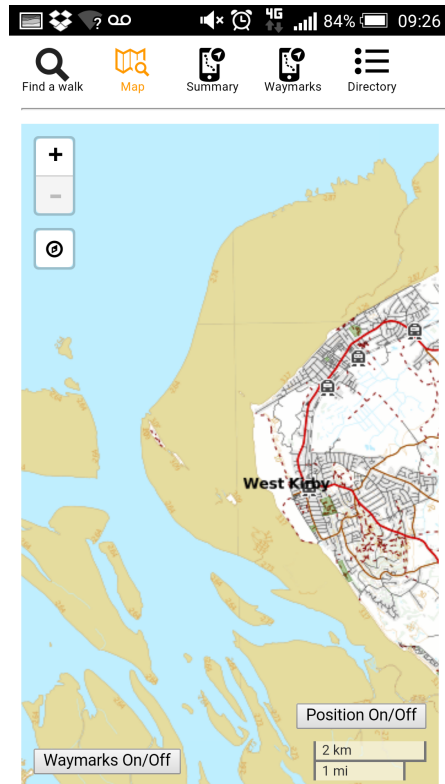 4G 84% 09:26
Find a walk Map Summary Waymarks Directory
+
−
West Kirby
Position On/Off
Waymarks On/Off
2 km
1 mi